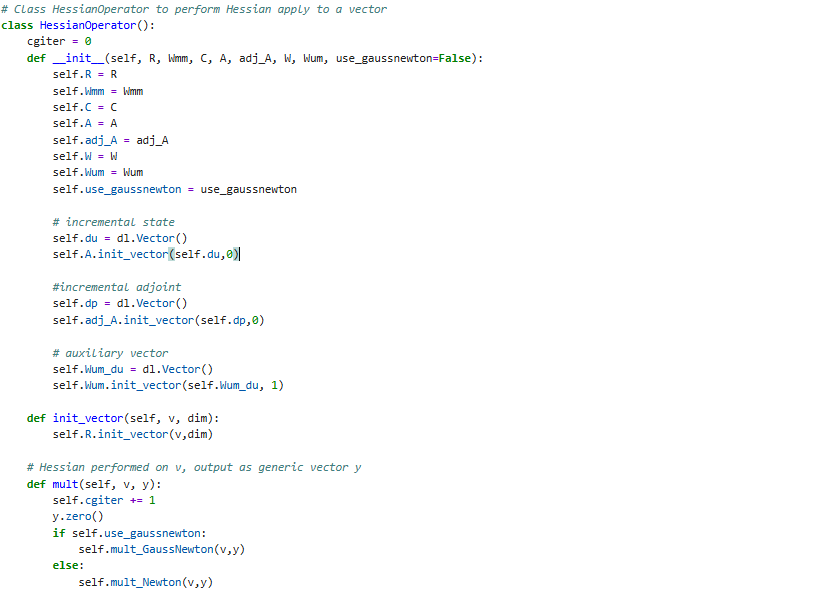 # Class HessianOperator to perform Hessian apply to a vector
class HessianOperator():
    cgiter = 0
    def __init__(self, R, Wmm, C, A, adj_A, W, Wum, use_gaussnewton=False):
        self.R = R
        self.Wmm = Wmm
        self.C = C
        self.A = A
        self.adj_A = adj_A
        self.W = W
        self.Wum = Wum
        self.use_gaussnewton = use_gaussnewton

        # incremental state
        self.du = dl.Vector()
        self.A.init_vector(self.du,0)

        #incremental adjoint
        self.dp = dl.Vector()
        self.adj_A.init_vector(self.dp,0)

        # auxiliary vector
        self.Wum_du = dl.Vector()
        self.Wum.init_vector(self.Wum_du, 1)

    def init_vector(self, v, dim):
        self.R.init_vector(v,dim)

    # Hessian performed on v, output as generic vector y
    def mult(self, v, y):
        self.cgiter += 1
        y.zero()
        if self.use_gaussnewton:
            self.mult_GaussNewton(v,y)
        else:
            self.mult_Newton(v,y)